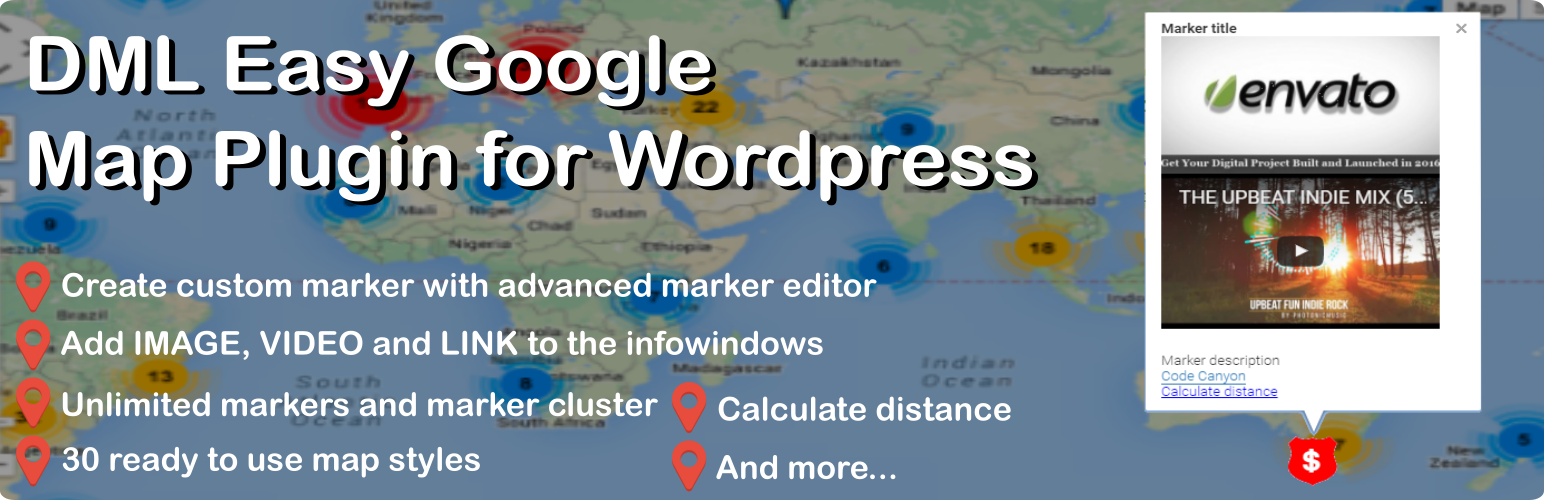 DML Easy Google
Map Plugin for Wordpress
Create custom marker with advanced marker editor
Add IMAGE, VIDEO and LINK to the infowindows
Unlimited markers and marker cluster
30 ready to use map styles
Calculate distance
And more...
Marker title
envato
Get Your Digital Project Built and Launched in 2016
THE UPBEAT INDIE MIX (5...
UPBEAT FUN INDIE ROCK
BY PHOTONICMUSIC
Marker description
Code Canyon
Calculate distance
$
Map
United
Kingdom
Poland
Kazakhstan
Mongolia
North
Atlantic
Turkey
22
9
China
Mali
Niger
Chad
Sudan
Thailand
9
Nigeria
Ethiopia
18
6
Brazil
13
South
Ocean
8
Madagascar
South Africa
Indian
Ocean
7
5
New
Zealand